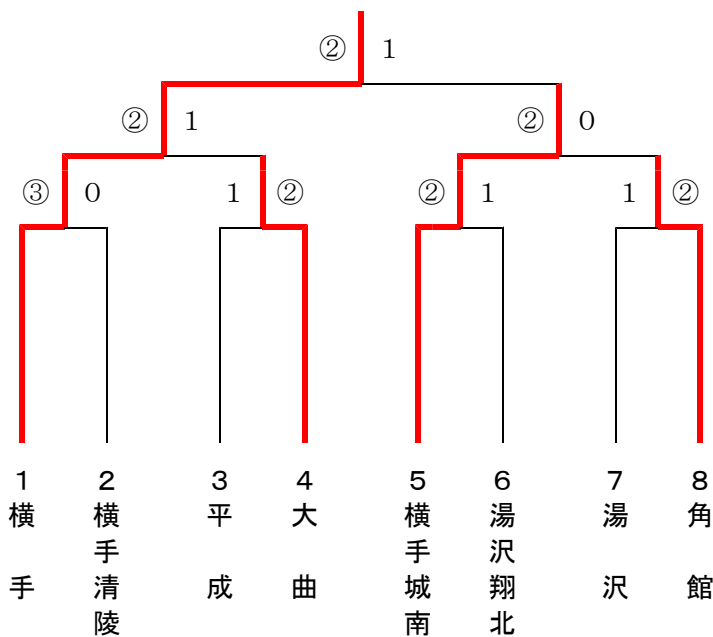 ② 1
② 1 ② 0
③ 0 1 ② ② 1 1 ②
1 2 3 4 5 6 7 8
横手
横手清陵
平成
大曲
横手城南
湯沢翔北
湯沢
角館